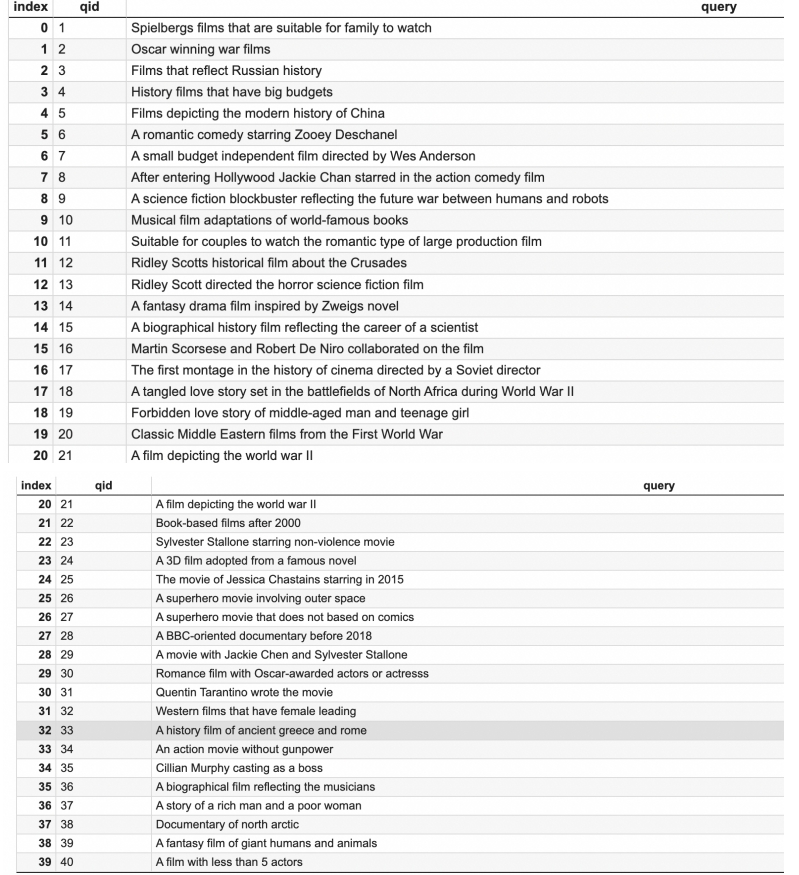 index qid query
0 1 Spielbergs films that are suitable for family to watch
1 2 Oscar winning war films
2 3 Films that reflect Russian history
3 4 History films that have big budgets
4 5 Films depicting the modern history of China
5 6 A romantic comedy starring Zooey Deschanel
6 7 A small budget independent film directed by Wes Anderson
7 8 After entering Hollywood Jackie Chan starred in the action comedy film
8 9 A science fiction blockbuster reflecting the future war between humans and robots
9 10 Musical film adaptations of world-famous books
10 11 Suitable for couples to watch the romantic type of large production film
11 12 Ridley Scotts historical film about the Crusades
12 13 Ridley Scott directed the horror science fiction film
13 14 A fantasy drama film inspired by Zweigs novel
14 15 A biographical history film reflecting the career of a scientist
15 16 Martin Scorsese and Robert De Niro collaborated on the film
16 17 The first montage in the history of cinema directed by a Soviet director
17 18 A tangled love story set in the battlefields of North Africa during World War II
18 19 Forbidden love story of middle-aged man and teenage girl
19 20 Classic Middle Eastern films from the First World War
20 21 A film depicting the world war II
index qid query
20 21 A film depicting the world war II
21 22 Book-based films after 2000
22 23 Sylvester Stallone starring non-violence movie
23 24 A 3D film adopted from a famous novel
24 25 The movie of Jessica Chastains starring in 2015
25 26 A superhero movie involving outer space
26 27 A superhero movie that does not based on comics
27 28 A BBC-oriented documentary before 2018
28 29 A movie with Jackie Chen and Sylvester Stallone
29 30 Romance film with Oscar-awarded actors or actresss
30 31 Quentin Tarantino wrote the movie
31 32 Western films that have female leading
32 33 A history film of ancient greece and rome
33 34 An action movie without gunpower
34 35 Cillian Murphy casting as a boss
35 36 A biographical film reflecting the musicians
36 37 A story of a rich man and a poor woman
37 38 Documentary of north arctic
38 39 A fantasy film of giant humans and animals
39 40 A film with less than 5 actors